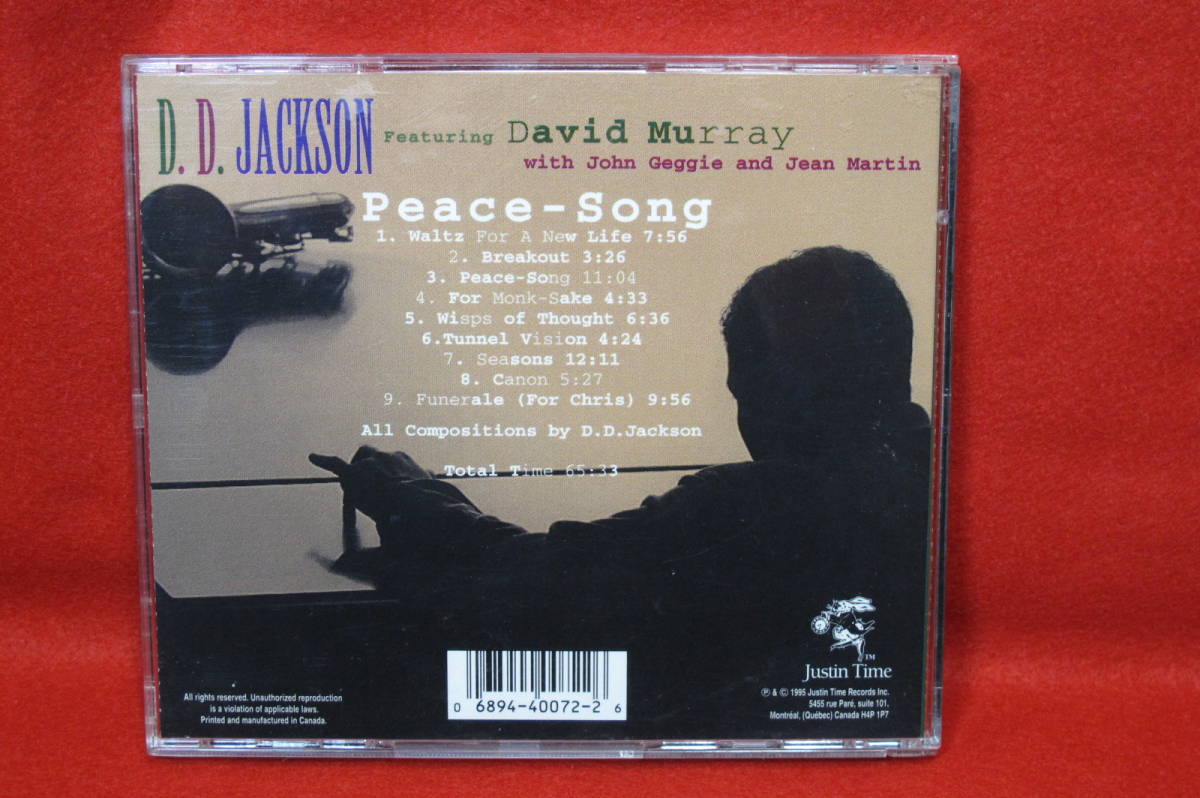 D. D. JACKSON Featuring David Murray
with John Geggie and Jean Martin
Peace-Song
1. Waltz For A New Life 7:56
2. Breakout 3:26
3. Peace-Song 11:04
4. For Monk-Sake 4:33
5. Wisps of Thought 6:36
6.Tunnel Vision 4:24
7. Seasons 12:11
8. Canon 5:27
9. Funerale (For Chris) 9:56
All Compositions by D.D.Jackson
Total Time 65:33
TM
Justin Time
All rights reserved. Unauthorized reproduction
is a violation of applicable laws.
Printed and manufactured in Canada.
0 6894-40072-2 6
℗ & © 1995 Justin Time Records Inc.
5455 rue Paré, suite 101.
Montréal, (Québec) Canada H4P 1P7